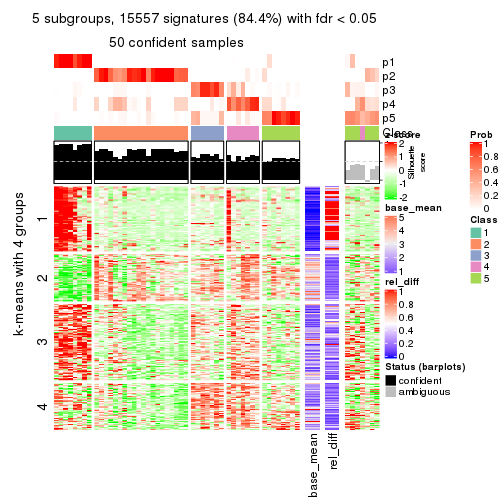 5 subgroups, 15557 signatures (84.4%) with fdr < 0.05
50 confident samples
p1
p2
p3
p4
p5
Class
z-score
2
1
0
-1
-2
Silhouette
score
base_mean
5
4
3
2
1
rel_diff
1
0.8
0.6
0.4
0.2
0
Status (barplots)
confident
ambiguous
Prob
1
0.8
0.6
0.4
0.2
0
Class
1
2
3
4
5
k-means with 4 groups
1
2
3
4
base_mean
rel_diff